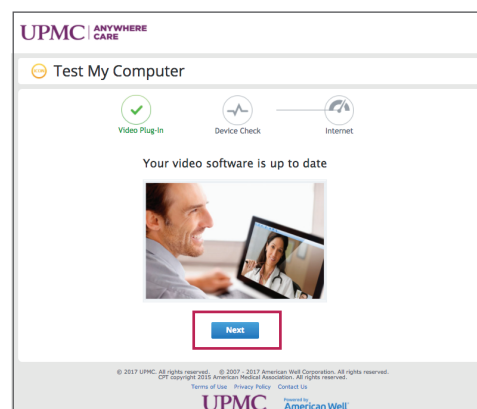 UPMC ANYWHERE
CARE
Test My Computer
Video Plug-In Device Check Internet
Your video software is up to date
Next
© 2017 UPMC. All rights reserved. © 2007 - 2017 American Well Corporation. All rights reserved.
CPT copyright 2015 American Medical Association. All rights reserved.
Terms of Use Privacy Policy Contact Us
UPMC Powered by
American Well